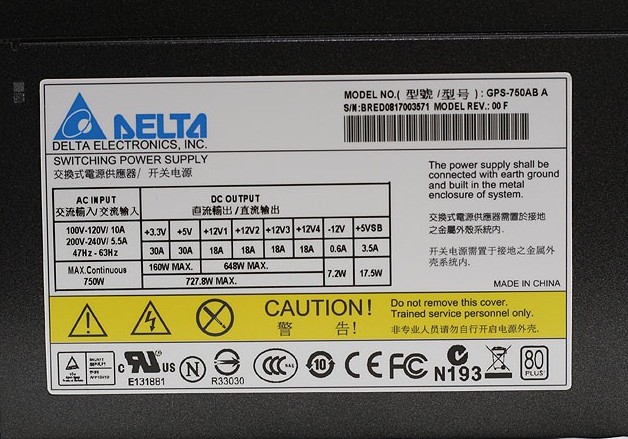 MODEL NO.( 型號 /型号 ) : GPS-750AB A
S/N:BRED0817003571 MODEL REV.: 00 F
DELTA
DELTA ELECTRONICS, INC.
SWITCHING POWER SUPPLY
交換式電源供應器/ 开关电源
The power supply shall be
connected with earth ground
and built in the metal
enclosure of system.
交換式電源供應器需置於接地
之金屬外殼系統內.
开关电源需置于接地之金属外
壳系统内.
MADE IN CHINA
AC INPUT DC OUTPUT
交流輸入/ 交流输入 直流輸出/直流输出
100V-120V/ 10A
200V-240V/ 5.5A
47Hz - 63Hz
+3.3V +5V +12V1 +12V2 +12V3 +12V4 -12V +5VSB
30A 30A 18A 18A 18A 18A 0.6A 3.5A
MAX.Continuous
750W
160W MAX. 648W MAX. 7.2W 17.5W
727.8W MAX.
CAUTION!
警 告!
Do not remove this cover.
Trained service personnel only.
非专业人员请勿自行开启电源外壳.
c RU US
E131881
N
S
R33030
CCC
10
CE FC N193
80
PLUS